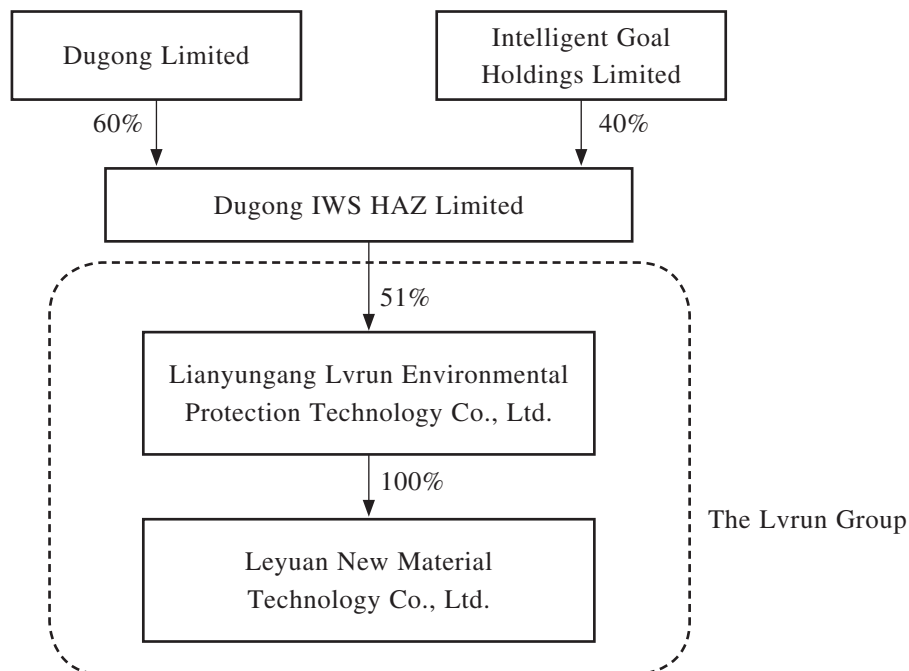 Dugong Limited
Intelligent Goal
Holdings Limited
60%
40%
Dugong IWS HAZ Limited
51%
Lianyungang Lvrun Environmental
Protection Technology Co., Ltd.
100%
The Lvrun Group
Leyuan New Material
Technology Co., Ltd.